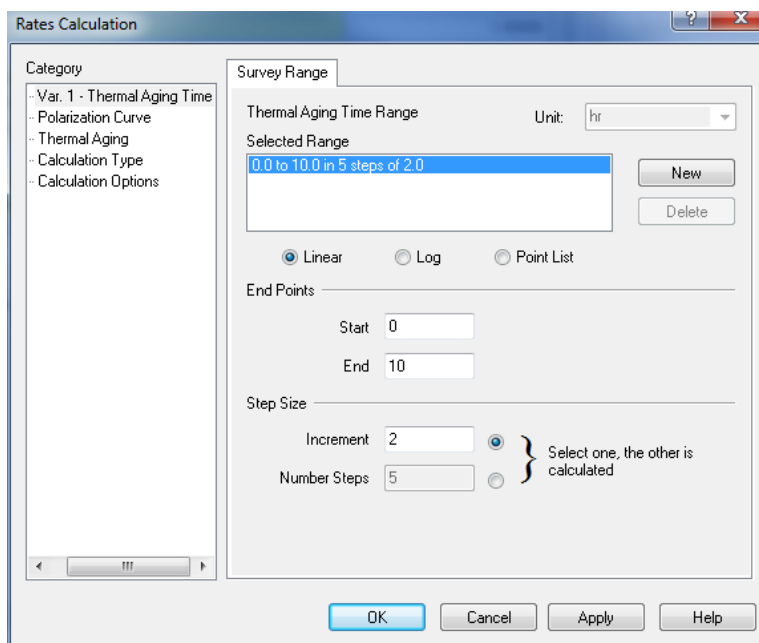 Rates Calculation
?
X
Category
Var. 1 - Thermal Aging Time
Polarization Curve
Thermal Aging
Calculation Type
Calculation Options
Survey Range
Thermal Aging Time Range
Unit: hr
Selected Range
0.0 to 10.0 in 5 steps of 2.0
New
Delete
Linear Log Point List
End Points
Start 0
End 10
Step Size
Increment 2
Number Steps 5
} Select one, the other is
calculated
OK Cancel Apply Help